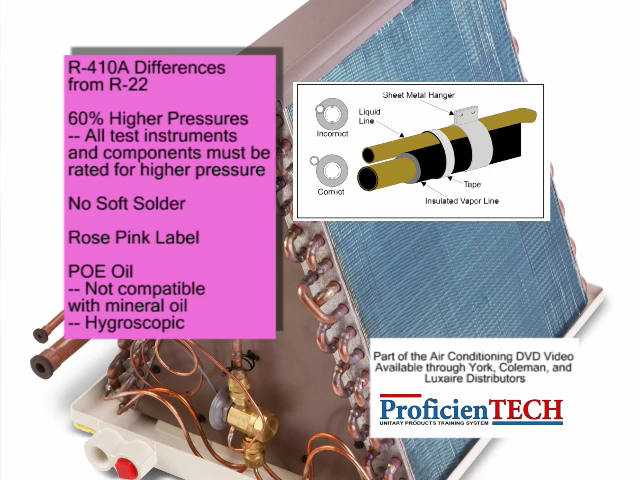 R-410A Differences
from R-22
60% Higher Pressures
-- All test instruments
and components must be
rated for higher pressure
No Soft Solder
Rose Pink Label
POE Oil
-- Not compatible
with mineral oil
-- Hygroscopic
Sheet Metal Hanger
Liquid
Line
Incorrect
Correct
Tape
Insulated Vapor Line
Part of the Air Conditioning DVD Video
Available through York, Coleman, and
Luxaire Distributors
ProficienTECH
UNITARY PRODUCTS TRAINING SYSTEM